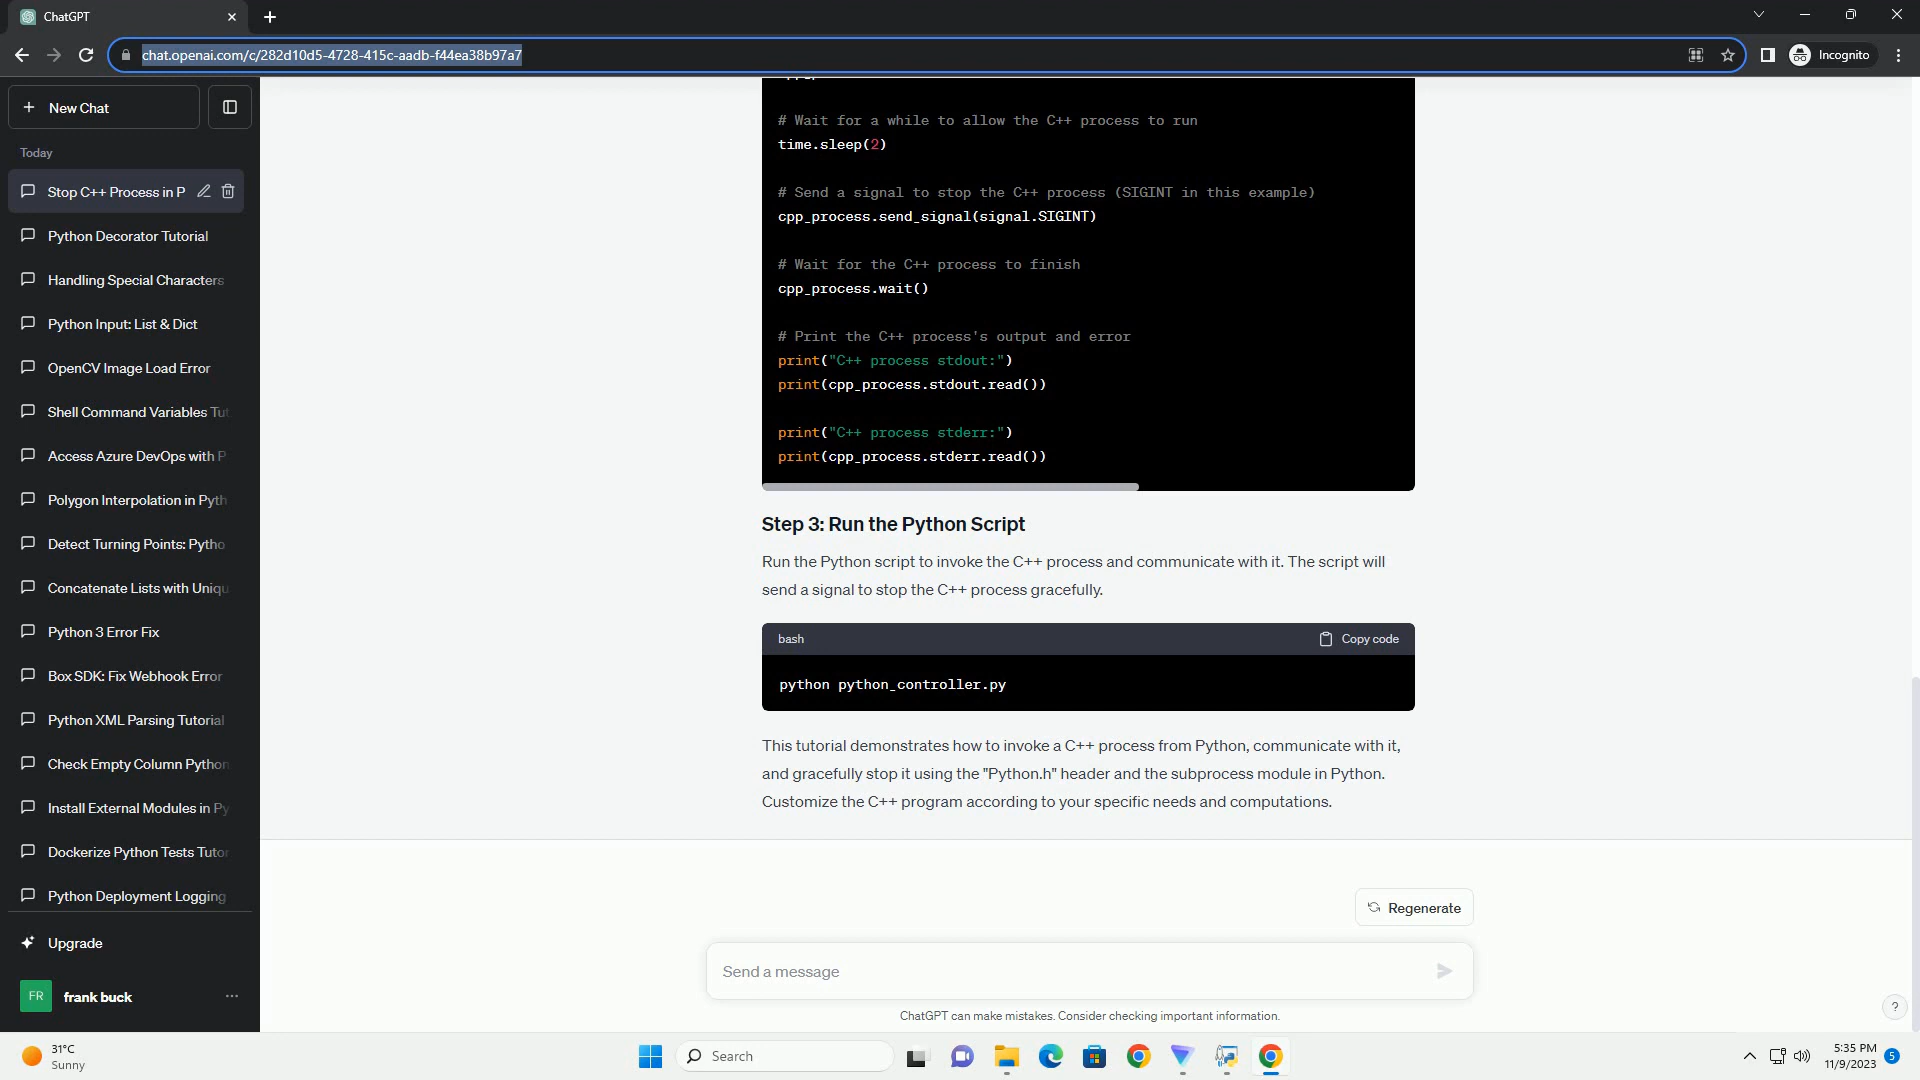 ChatGPT
chat.openai.com/c/282d10d5-4728-415c-aadb-f44ea38b97a7
Incognito
New Chat
Today
Stop C++ Process in P
Python Decorator Tutorial
Handling Special Characters
Python Input: List & Dict
OpenCV Image Load Error
Shell Command Variables Tut
Access Azure DevOps with P
Polygon Interpolation in Pyth
Detect Turning Points: Pytho
Concatenate Lists with Uniqu
Python 3 Error Fix
Box SDK: Fix Webhook Error
Python XML Parsing Tutorial
Check Empty Column Python
Install External Modules in Py
Dockerize Python Tests Tutor
Python Deployment Logging
Upgrade
FR frank buck
# Wait for a while to allow the C++ process to run
time.sleep(2)
# Send a signal to stop the C++ process (SIGINT in this example)
cpp_process.send_signal(signal.SIGINT)
# Wait for the C++ process to finish
cpp_process.wait()
# Print the C++ process's output and error
print("C++ process stdout:")
print(cpp_process.stdout.read())
print("C++ process stderr:")
print(cpp_process.stderr.read())
Step 3: Run the Python Script
Run the Python script to invoke the C++ process and communicate with it. The script will
send a signal to stop the C++ process gracefully.
bash
Copy code
python python_controller.py
This tutorial demonstrates how to invoke a C++ process from Python, communicate with it,
and gracefully stop it using the "Python.h" header and the subprocess module in Python.
Customize the C++ program according to your specific needs and computations.
Regenerate
Send a message
ChatGPT can make mistakes. Consider checking important information.
?
31°C
Sunny
Search
5:35 PM
11/9/2023
5